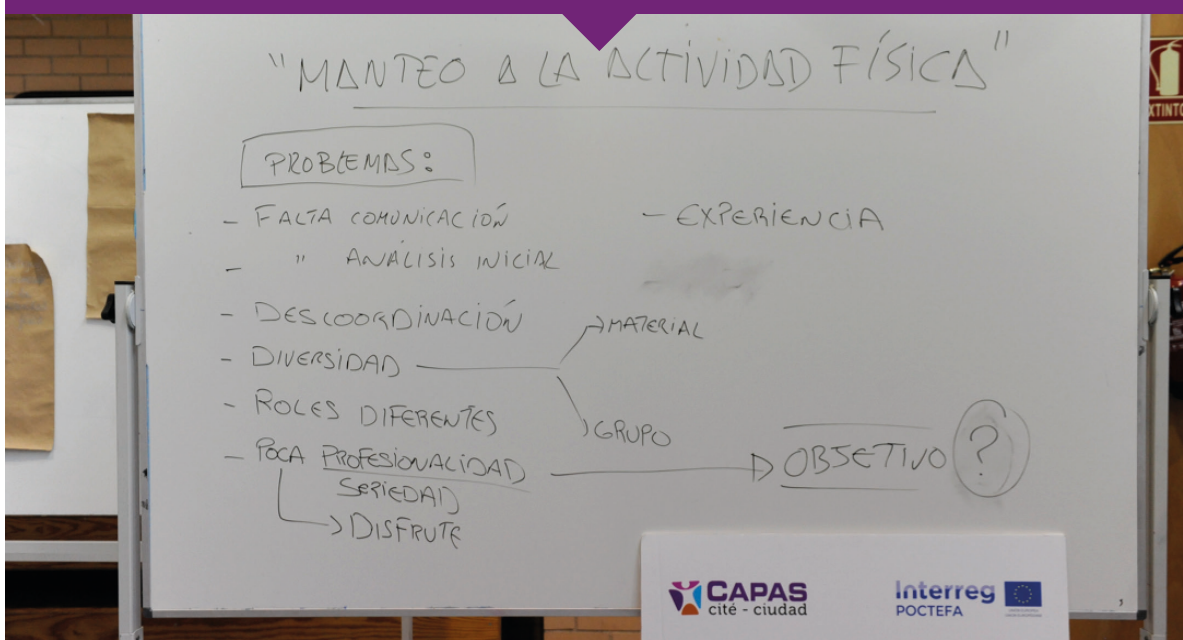 "MANTEO A LA ACTIVIDAD FÍSICA"
PROBLEMAS:
- FALTA COMUNICACIÓN
- " ANÁLISIS INICIAL
- DESCOORDINACIÓN
- DIVERSIDAD
→ MATERIAL
→ GRUPO
- ROLES DIFERENTES
- POCA PROFESIONALIDAD
SERIEDAD
→ DISFRUTE
- EXPERIENCIA
→ OBJETIVO ?
CAPAS
cité - ciudad
Interreg
POCTEFA